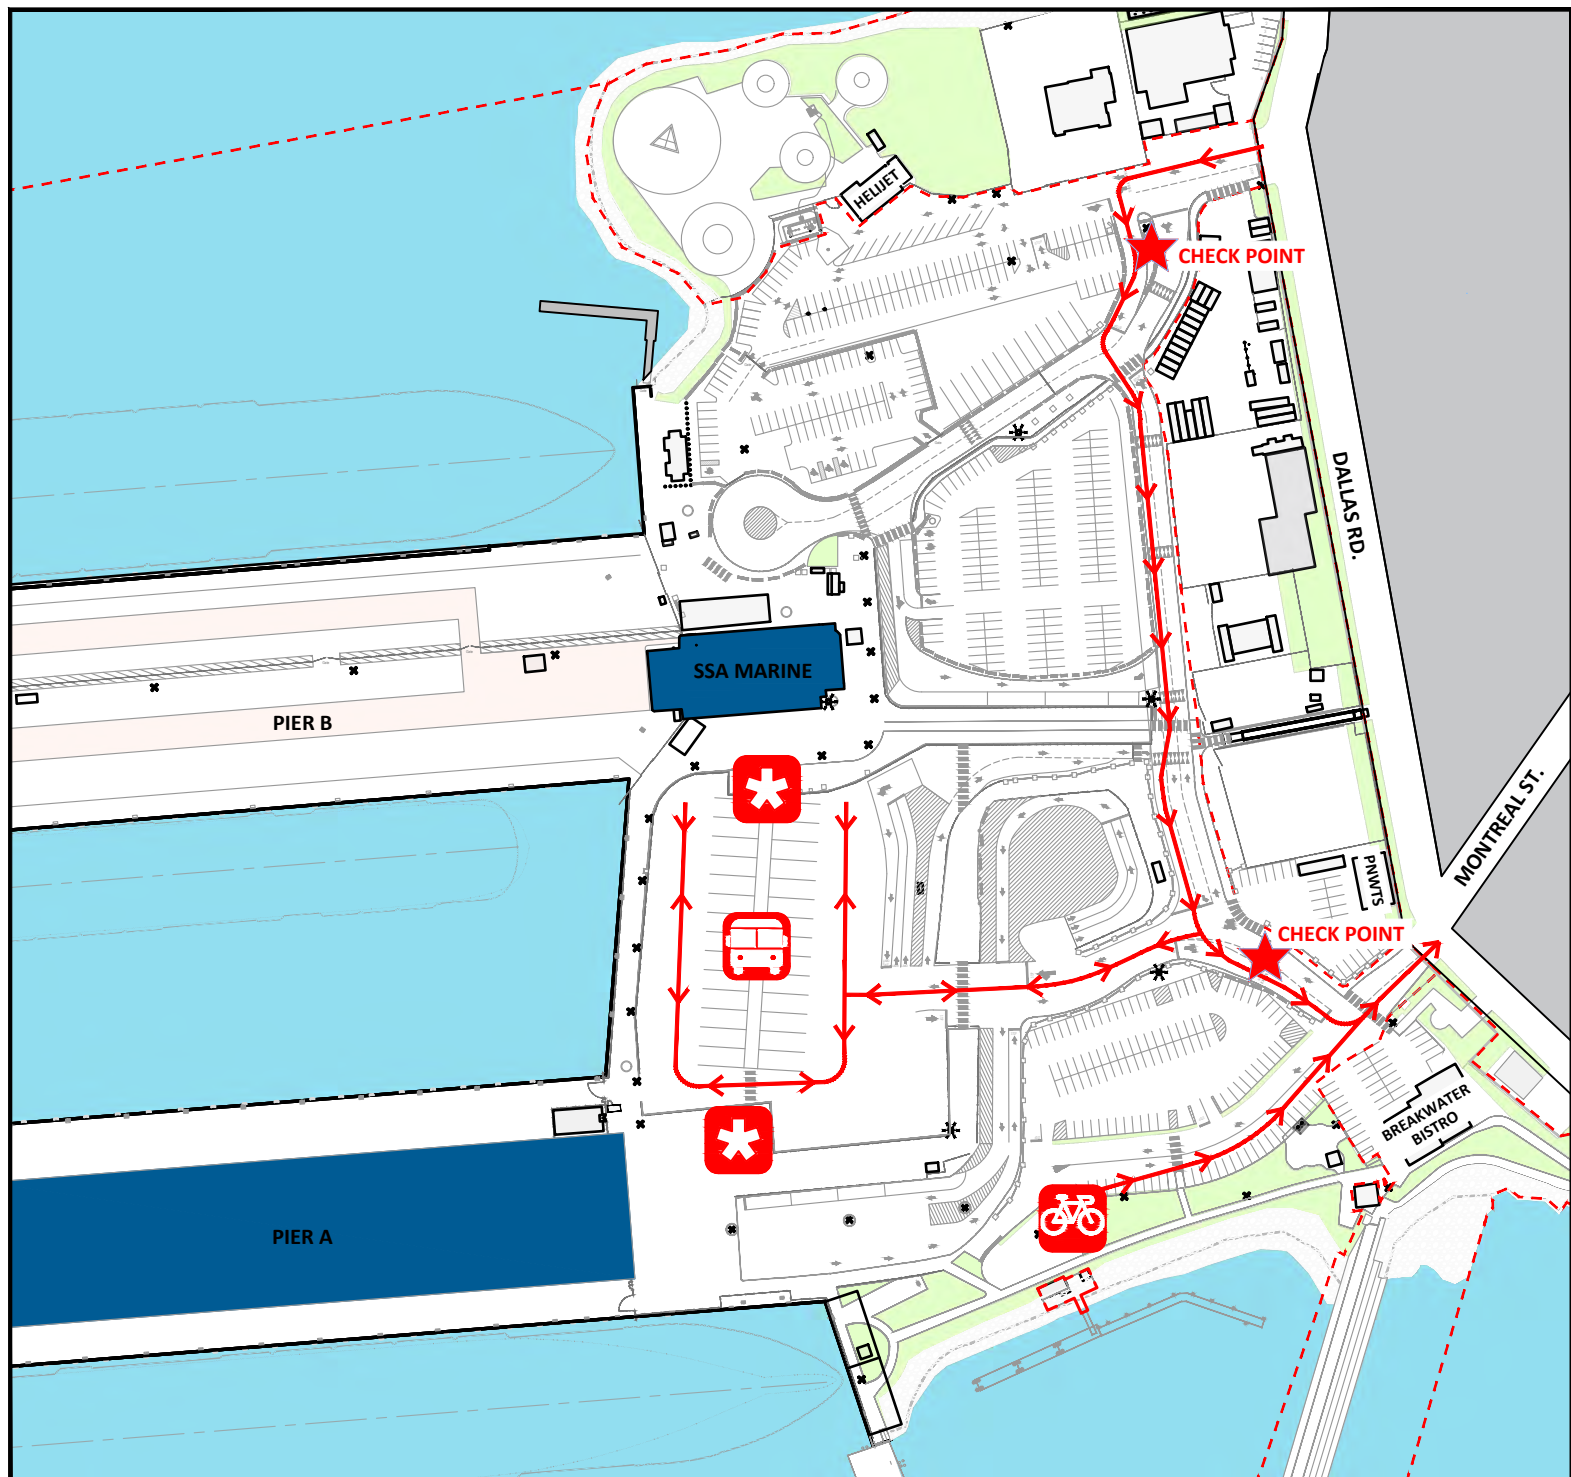 HELIJET
CHECK POINT
DALLAS RD.
SSA MARINE
PIER B
MONTREAL ST.
PNWTS
CHECK POINT
BREAKWATER
BISTRO
PIER A